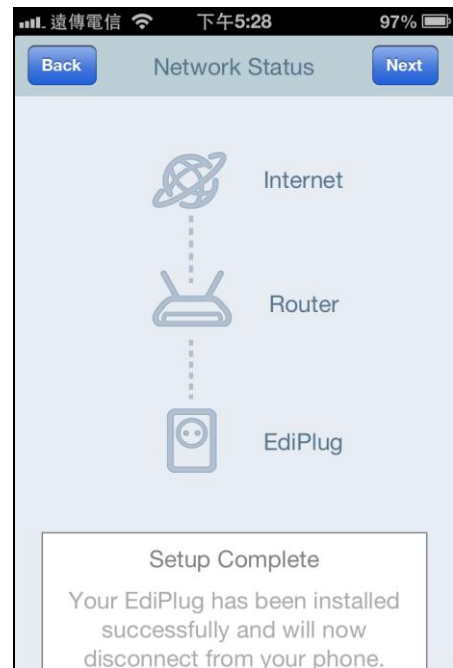 遠傳電信 下午5:28 97%
Back Network Status Next
Internet
Router
EdiPlug
Setup Complete
Your EdiPlug has been installed
successfully and will now
disconnect from your phone.